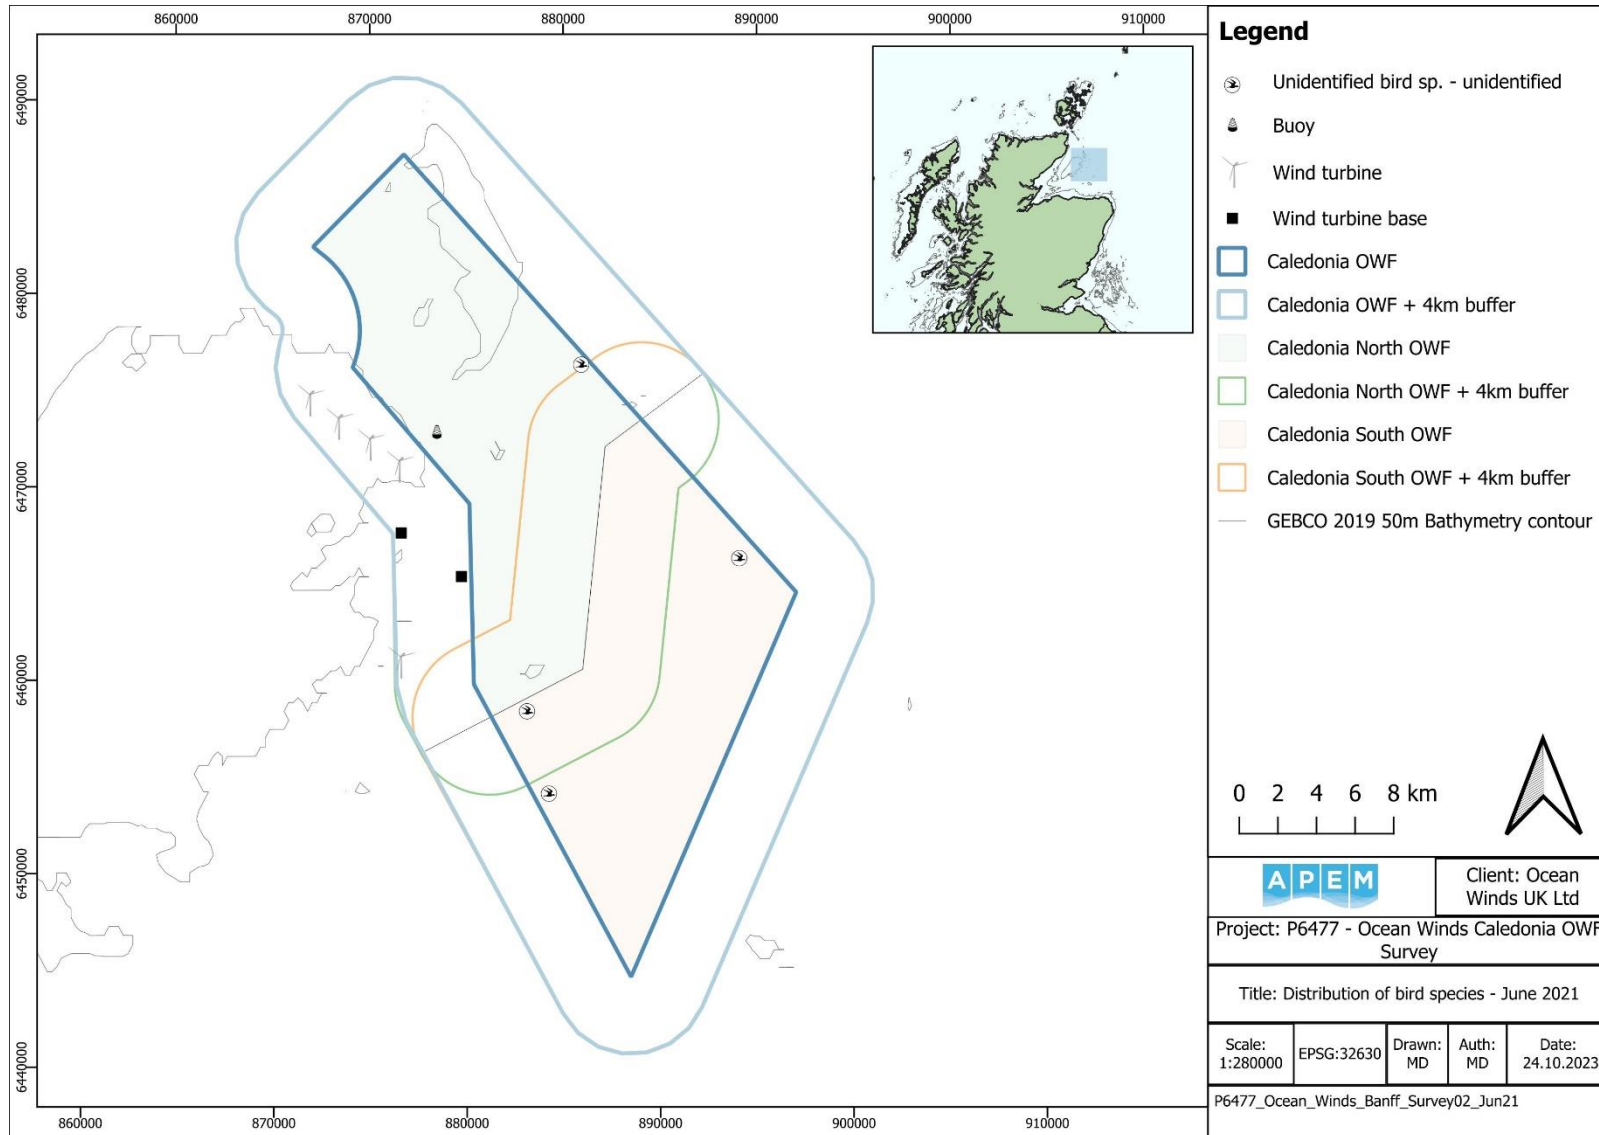 860000 870000 880000 890000 900000 910000
6490000
6480000
6470000
6460000
6450000
6440000
860000 870000 880000 890000 900000 910000
Legend
Unidentified bird sp. - unidentified
Buoy
Wind turbine
Wind turbine base
Caledonia OWF
Caledonia OWF + 4km buffer
Caledonia North OWF
Caledonia North OWF + 4km buffer
Caledonia South OWF
Caledonia South OWF + 4km buffer
GEBCO 2019 50m Bathymetry contour
0 2 4 6 8 km
APEM
Client: Ocean
Winds UK Ltd
Project: P6477 - Ocean Winds Caledonia OWF
Survey
Title: Distribution of bird species - June 2021
Scale:
1:280000
EPSG:32630
Drawn:
MD
Auth:
MD
Date:
24.10.2023
P6477_Ocean_Winds_Banff_Survey02_Jun21